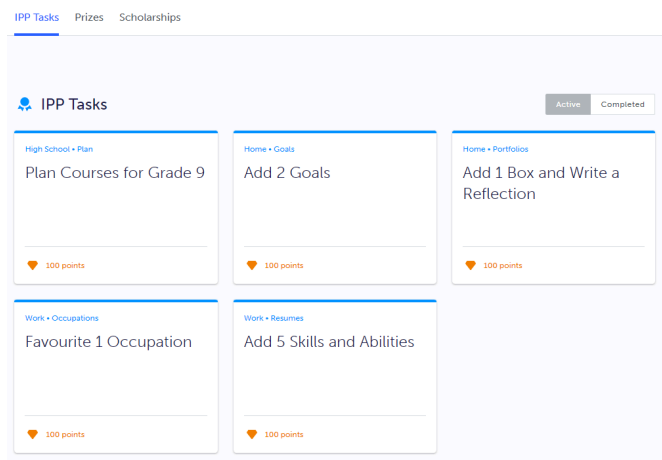 IPP Tasks Prizes Scholarships
IPP Tasks
Active Completed
High School • Plan
Plan Courses for Grade 9
100 points
Home • Goals
Add 2 Goals
100 points
Home • Portfolios
Add 1 Box and Write a
Reflection
100 points
Work • Occupations
Favourite 1 Occupation
100 points
Work • Resumes
Add 5 Skills and Abilities
100 points